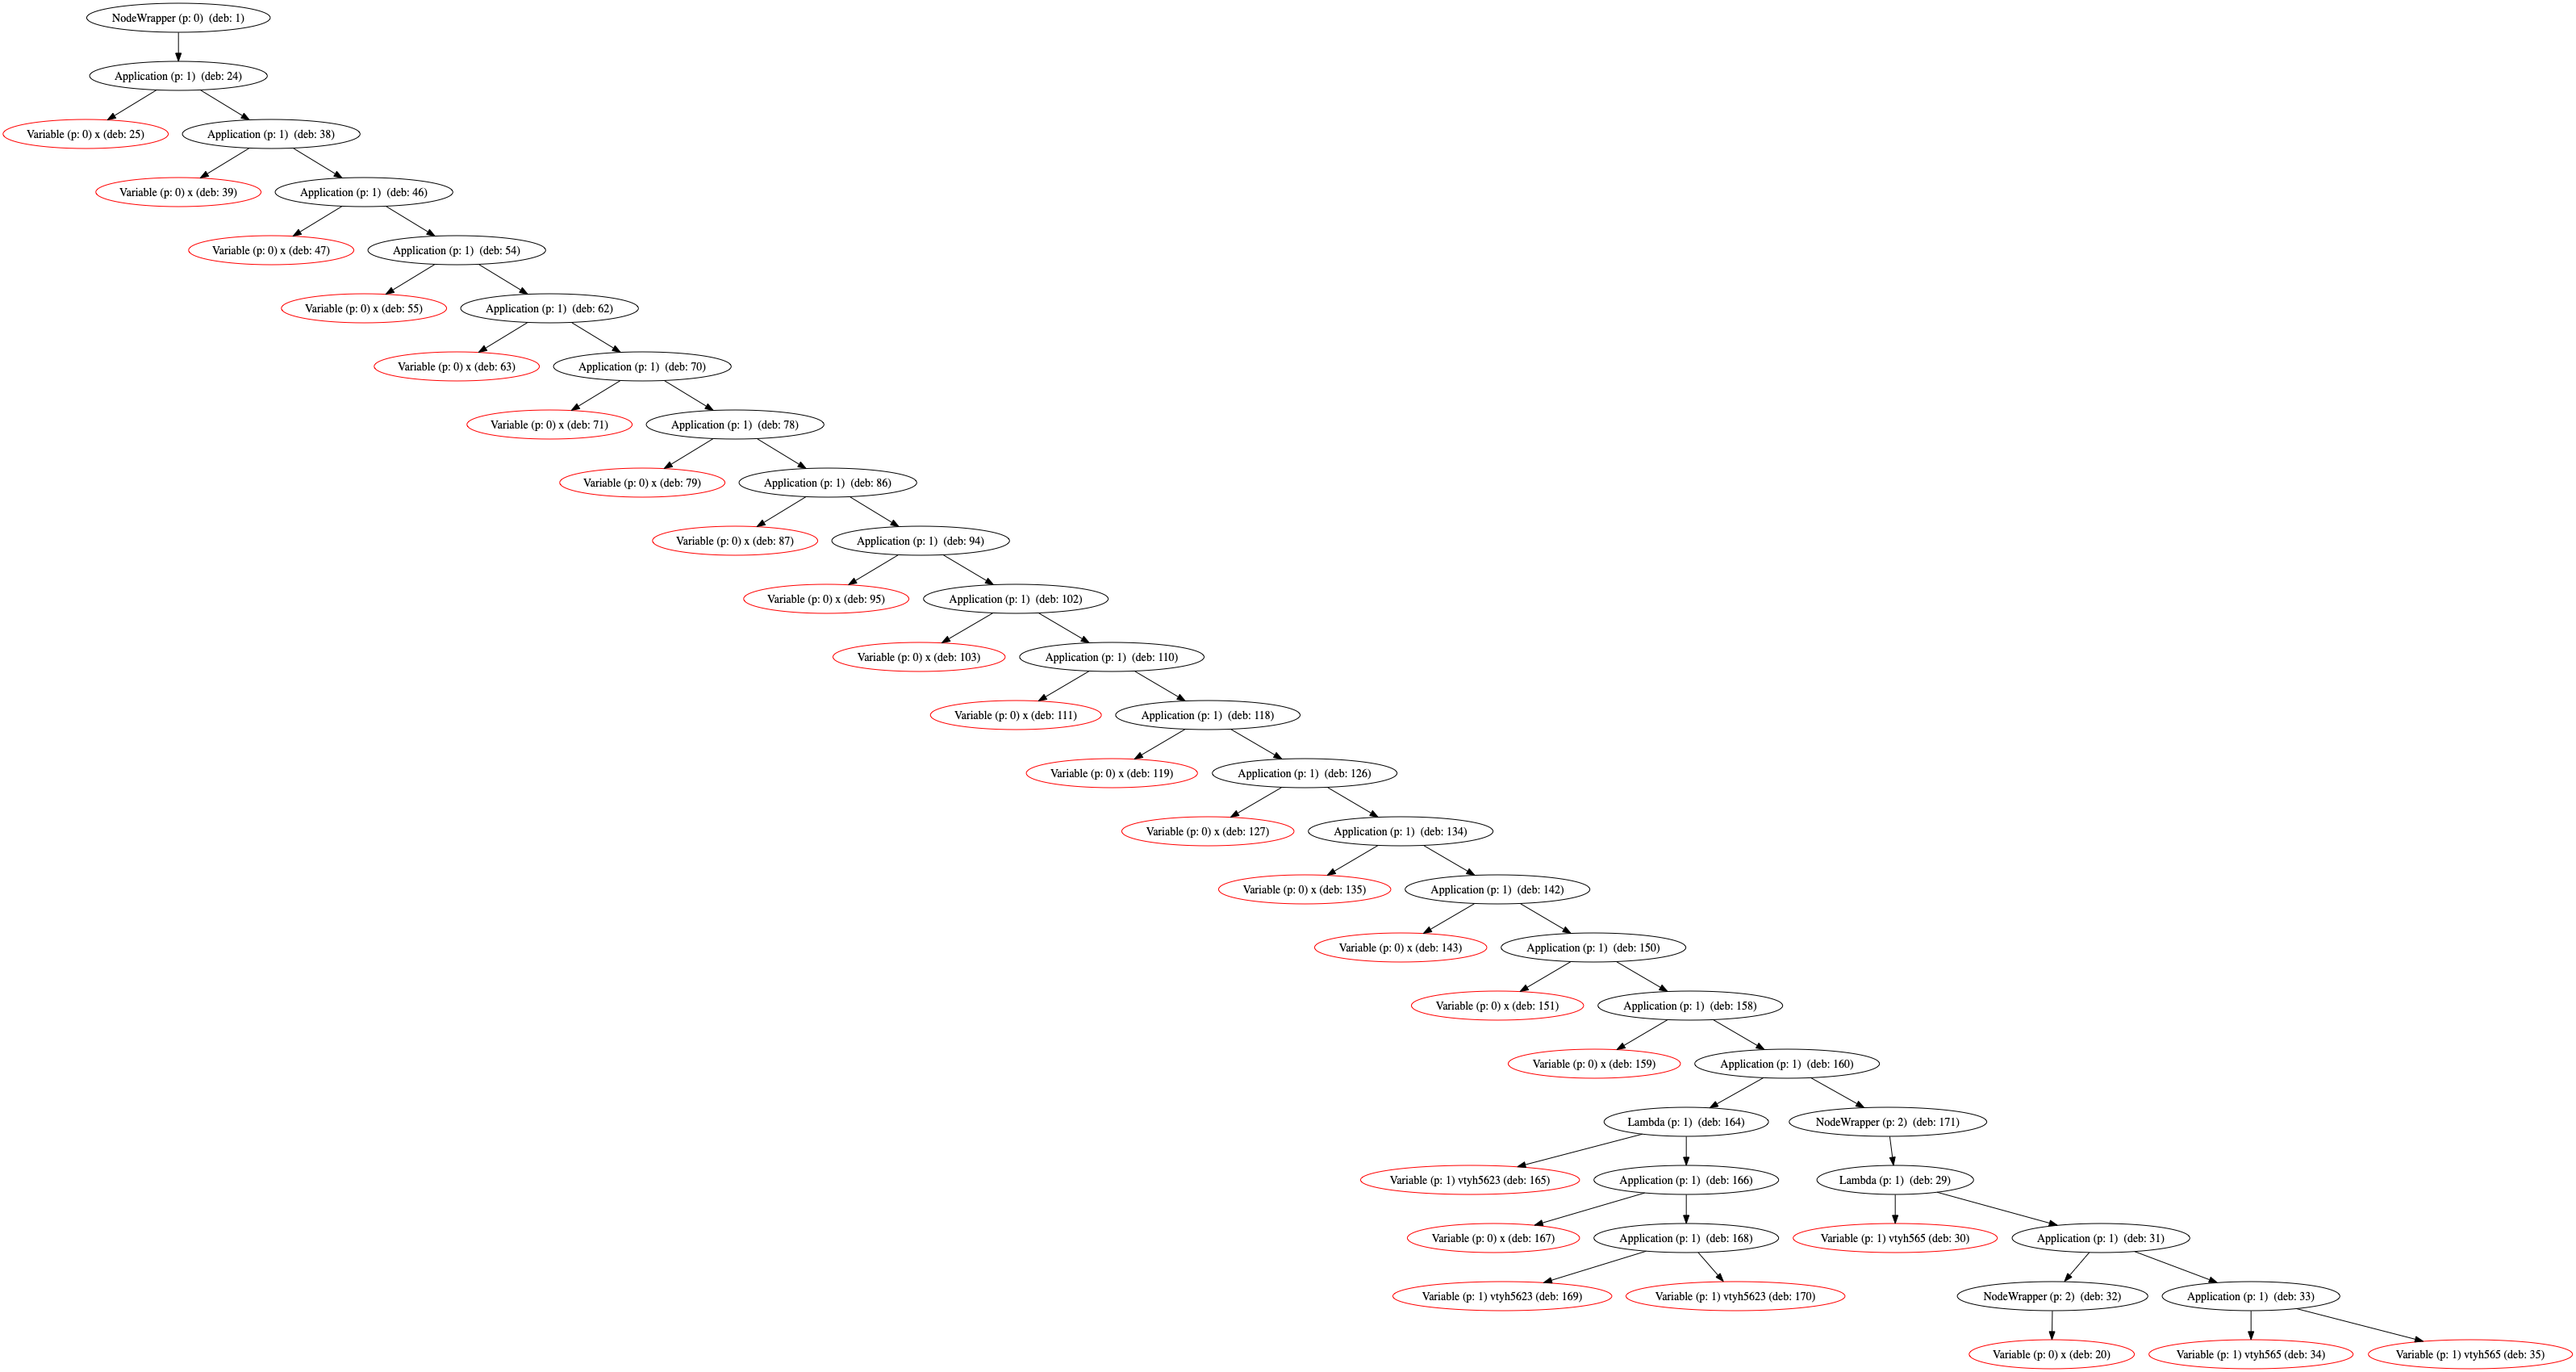 NodeWrapper (p: 0) (deb: 1)
Application (p: 1) (deb: 24)
Variable (p: 0) x (deb: 25)
Application (p: 1) (deb: 38)
Variable (p: 0) x (deb: 39)
Application (p: 1) (deb: 46)
Variable (p: 0) x (deb: 47)
Application (p: 1) (deb: 54)
Variable (p: 0) x (deb: 55)
Application (p: 1) (deb: 62)
Variable (p: 0) x (deb: 63)
Application (p: 1) (deb: 70)
Variable (p: 0) x (deb: 71)
Application (p: 1) (deb: 78)
Variable (p: 0) x (deb: 79)
Application (p: 1) (deb: 86)
Variable (p: 0) x (deb: 87)
Application (p: 1) (deb: 94)
Variable (p: 0) x (deb: 95)
Application (p: 1) (deb: 102)
Variable (p: 0) x (deb: 103)
Application (p: 1) (deb: 110)
Variable (p: 0) x (deb: 111)
Application (p: 1) (deb: 118)
Variable (p: 0) x (deb: 119)
Application (p: 1) (deb: 126)
Variable (p: 0) x (deb: 127)
Application (p: 1) (deb: 134)
Variable (p: 0) x (deb: 135)
Application (p: 1) (deb: 142)
Variable (p: 0) x (deb: 143)
Application (p: 1) (deb: 150)
Variable (p: 0) x (deb: 151)
Application (p: 1) (deb: 158)
Variable (p: 0) x (deb: 159)
Application (p: 1) (deb: 160)
Lambda (p: 1) (deb: 164)
NodeWrapper (p: 2) (deb: 171)
Variable (p: 1) vtyh5623 (deb: 165)
Application (p: 1) (deb: 166)
Lambda (p: 1) (deb: 29)
Variable (p: 0) x (deb: 167)
Application (p: 1) (deb: 168)
Variable (p: 1) vtyh565 (deb: 30)
Application (p: 1) (deb: 31)
Variable (p: 1) vtyh5623 (deb: 169)
Variable (p: 1) vtyh5623 (deb: 170)
NodeWrapper (p: 2) (deb: 32)
Application (p: 1) (deb: 33)
Variable (p: 0) x (deb: 20)
Variable (p: 1) vtyh565 (deb: 34)
Variable (p: 1) vtyh565 (deb: 35)